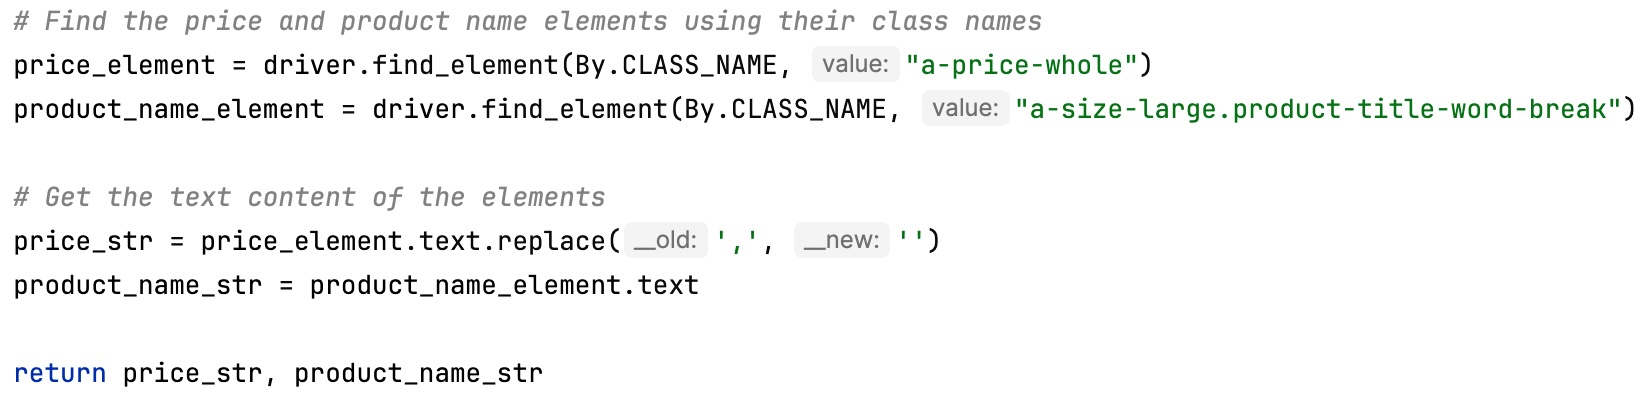 # Find the price and product name elements using their class names
price_element = driver.find_element(By.CLASS_NAME, value: "a-price-whole")
product_name_element = driver.find_element(By.CLASS_NAME, value: "a-size-large.product-title-word-break")
# Get the text content of the elements
price_str = price_element.text.replace(__old: ',', __new: '')
product_name_str = product_name_element.text
return price_str, product_name_str